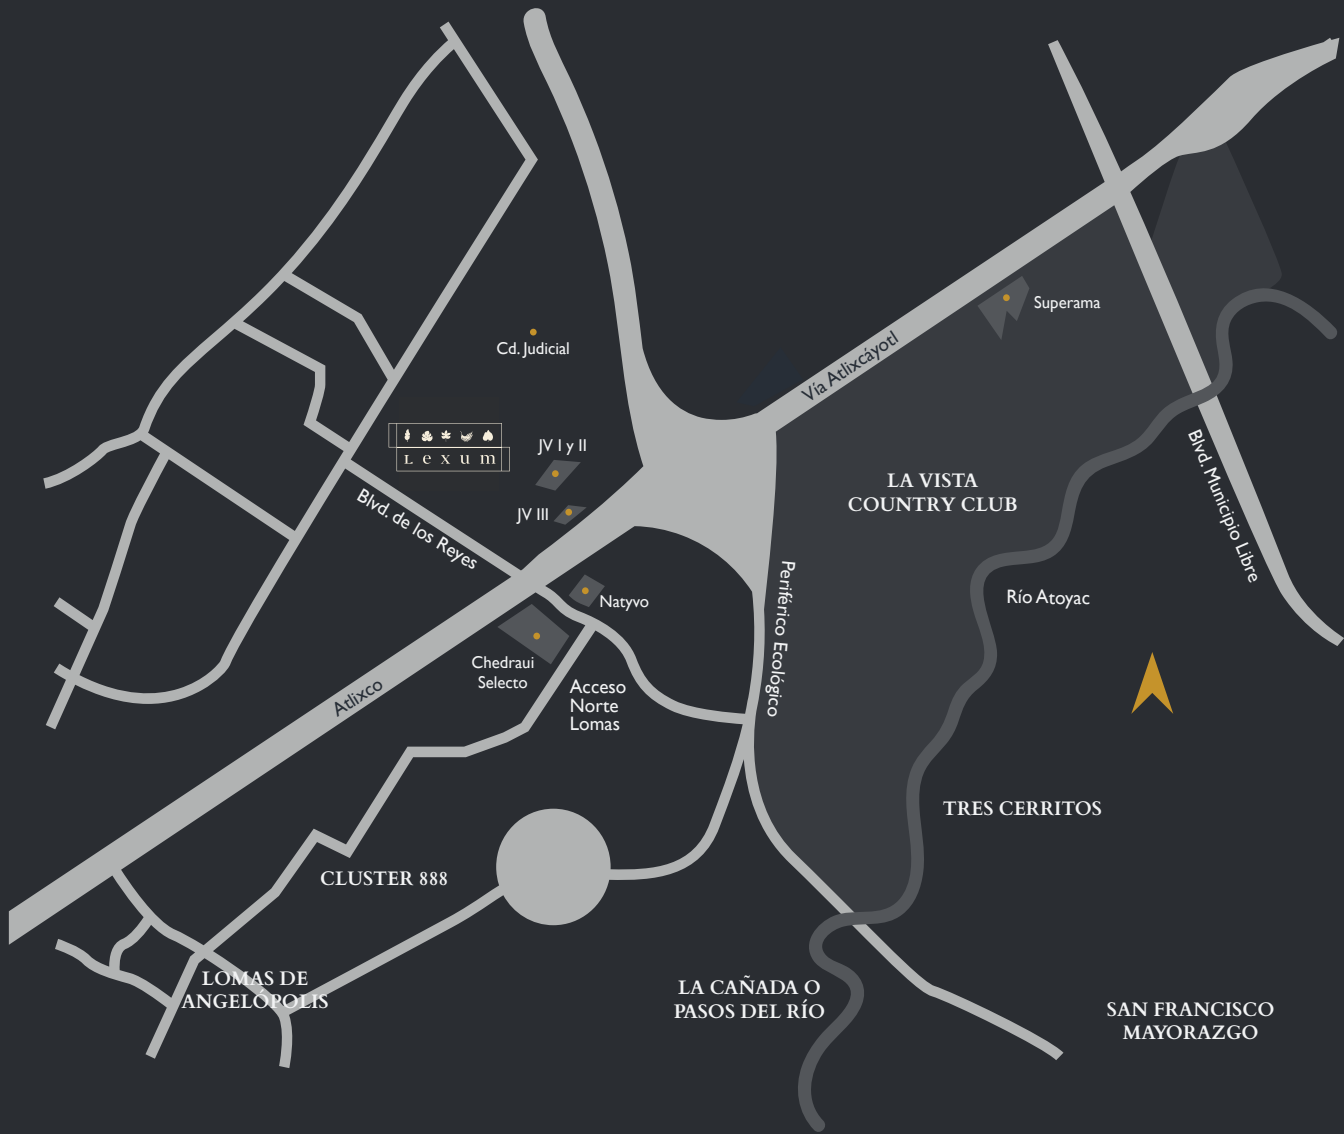 Superama
Vía Atlixcáyotl
Cd. Judicial
Lexum
JV I y II
JV III
Blvd. de los Reyes
LA VISTA
COUNTRY CLUB
Blvd. Municipio Libre
Río Atoyac
Periférico Ecológico
Natyvo
Chedraui
Selecto
Acceso
Norte
Lomas
Atlixco
TRES CERRITOS
CLUSTER 888
LOMAS DE
ANGELÓPOLIS
LA CAÑADA O
PASOS DEL RÍO
SAN FRANCISCO
MAYORAZGO